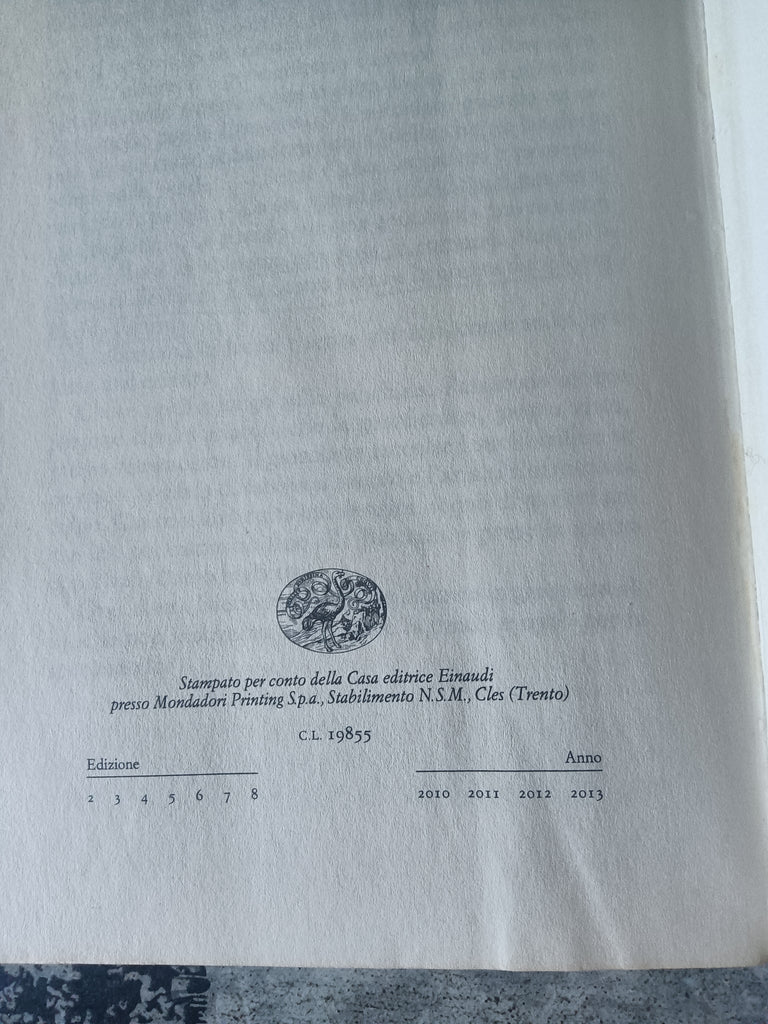 Stampato per conto della Casa editrice Einaudi
presso Mondadori Printing S.p.a., Stabilimento N.S.M., Cles (Trento)
C.L. 19855
Edizione
Anno
2 3 4 5 6 7 8
2010 2011 2012 2013